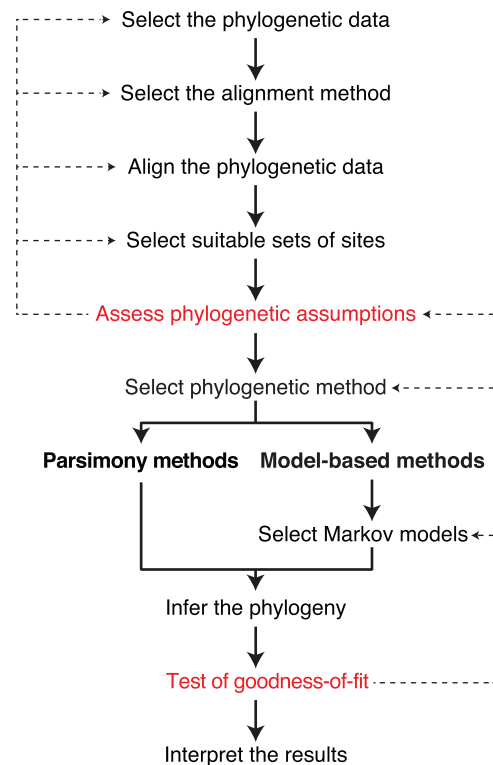 Select the phylogenetic data
Select the alignment method
Align the phylogenetic data
Select suitable sets of sites
Assess phylogenetic assumptions
Select phylogenetic method
Parsimony methods
Model-based methods
Select Markov models
Infer the phylogeny
Test of goodness-of-fit
Interpret the results